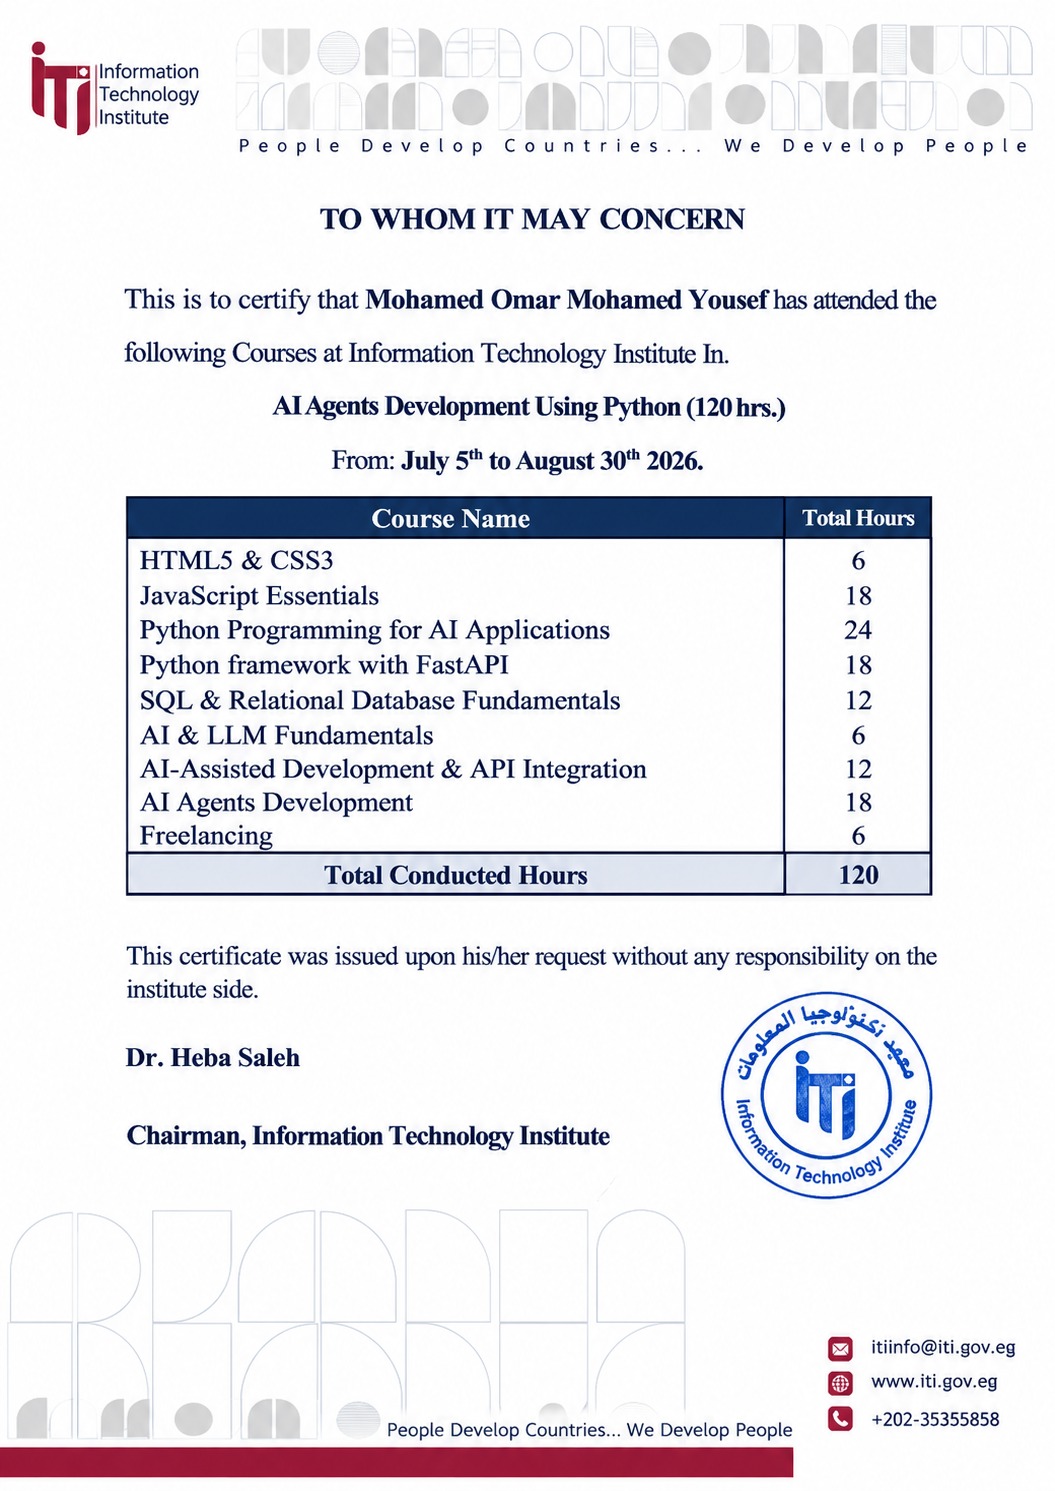 iTi
Information
Technology
Institute
People Develop Countries... We Develop People
TO WHOM IT MAY CONCERN
This is to certify that Mohamed Omar Mohamed Yousef has attended the
following Courses at Information Technology Institute In.
AI Agents Development Using Python (120 hrs.)
From: July 5th to August 30th 2026.
Course Name Total Hours
HTML5 & CSS3 6
JavaScript Essentials 18
Python Programming for AI Applications 24
Python framework with FastAPI 18
SQL & Relational Database Fundamentals 12
AI & LLM Fundamentals 6
AI-Assisted Development & API Integration 12
AI Agents Development 18
Freelancing 6
Total Conducted Hours 120
This certificate was issued upon his/her request without any responsibility on the
institute side.
Dr. Heba Saleh
Chairman, Information Technology Institute
معهد تكنولوجيا المعلومات
iTi
Information Technology Institute
itiinfo@iti.gov.eg
www.iti.gov.eg
+202-35355858
People Develop Countries... We Develop People